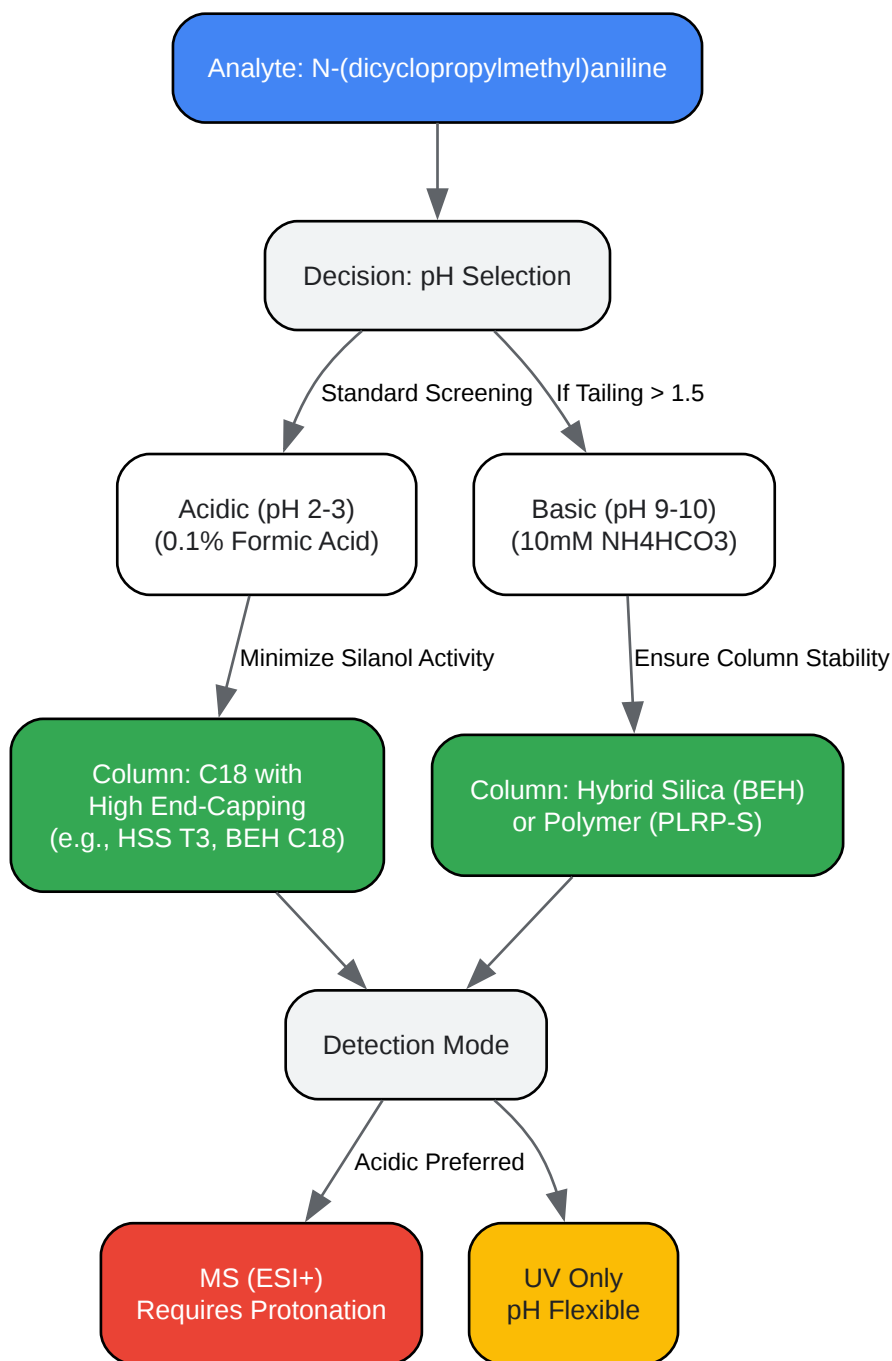 Analyte: N-(dicyclopropylmethyl)aniline
Decision: pH Selection
Standard Screening
If Tailing > 1.5
Acidic (pH 2-3)
(0.1% Formic Acid)
Basic (pH 9-10)
(10mM NH4HCO3)
Minimize Silanol Activity
Ensure Column Stability
Column: C18 with
High End-Capping
(e.g., HSS T3, BEH C18)
Column: Hybrid Silica (BEH)
or Polymer (PLRP-S)
Detection Mode
Acidic Preferred
MS (ESI+)
Requires Protonation
UV Only
pH Flexible